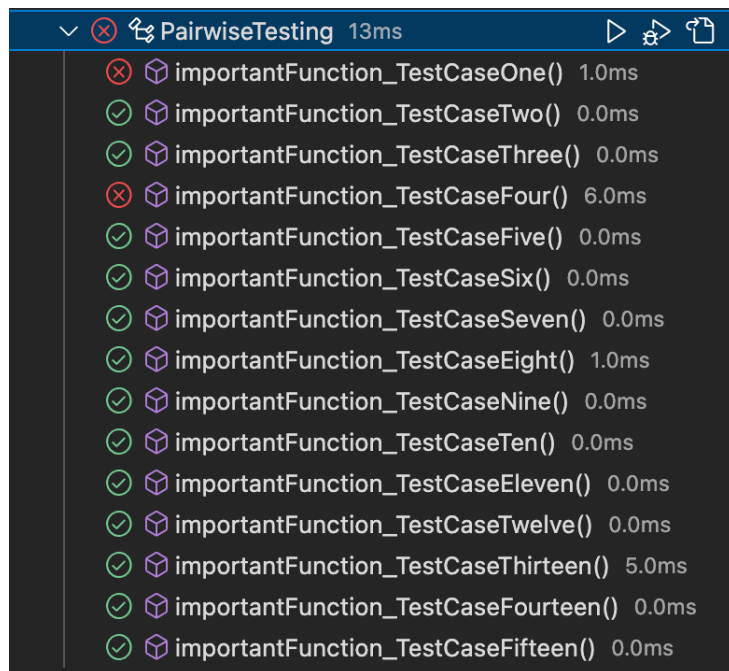 PairwiseTesting 13ms
importantFunction_TestCaseOne() 1.0ms
importantFunction_TestCaseTwo() 0.0ms
importantFunction_TestCaseThree() 0.0ms
importantFunction_TestCaseFour() 6.0ms
importantFunction_TestCaseFive() 0.0ms
importantFunction_TestCaseSix() 0.0ms
importantFunction_TestCaseSeven() 0.0ms
importantFunction_TestCaseEight() 1.0ms
importantFunction_TestCaseNine() 0.0ms
importantFunction_TestCaseTen() 0.0ms
importantFunction_TestCaseEleven() 0.0ms
importantFunction_TestCaseTwelve() 0.0ms
importantFunction_TestCaseThirteen() 5.0ms
importantFunction_TestCaseFourteen() 0.0ms
importantFunction_TestCaseFifteen() 0.0ms